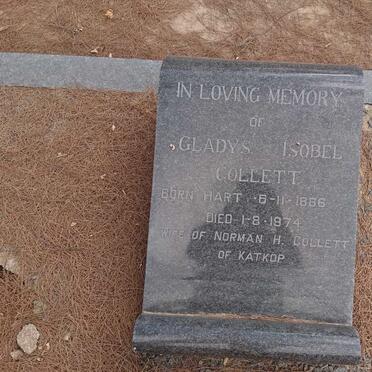 IN LOVING MEMORY
OF
GLADYS ISOBEL
COLLETT
BORN HART ·6·11·1886
DIED·1·8·1974
WIFE OF NORMAN H. COLLETT
OF KATKOP